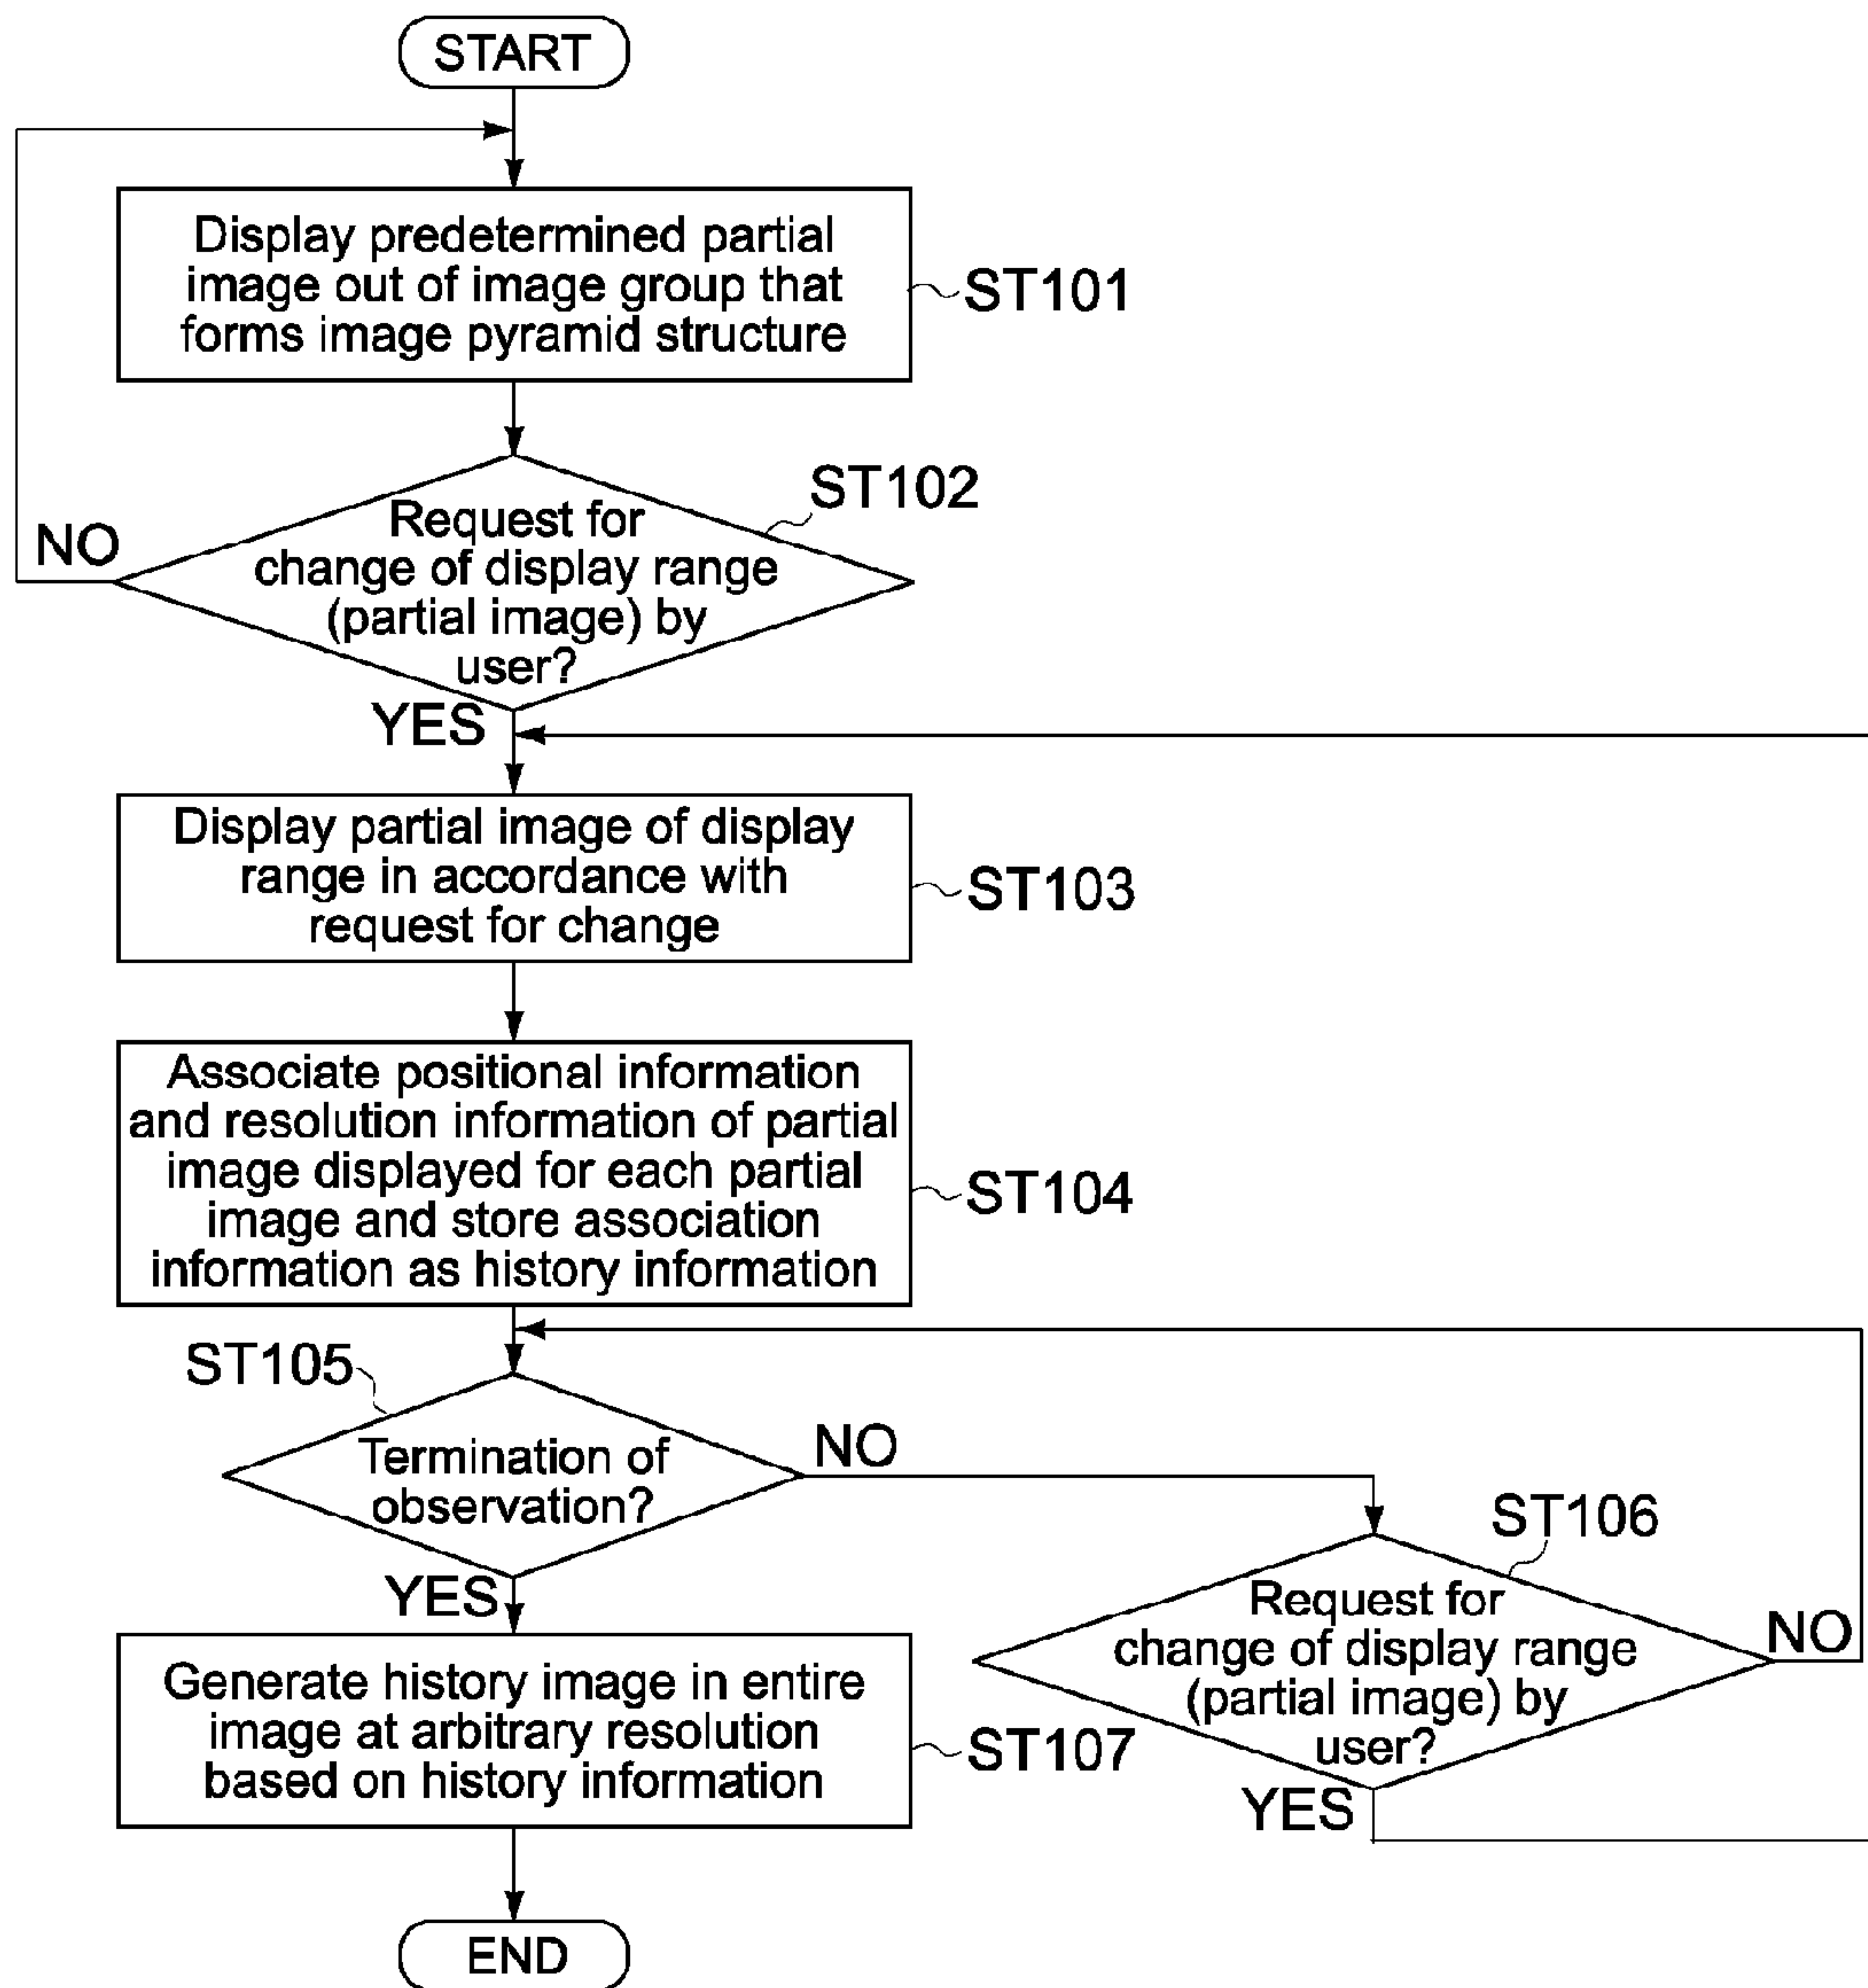 START
Display predetermined partial
image out of image group that
forms image pyramid structure
ST101
ST102
Request for
change of display range
(partial image) by
user?
NO
YES
Display partial image of display
range in accordance with
request for change
ST103
Associate positional information
and resolution information of partial
image displayed for each partial
image and store association
information as history information
ST104
ST105
Termination of
observation?
NO
YES
ST106
Request for
change of display range
(partial image) by
user?
NO
YES
Generate history image in entire
image at arbitrary resolution
based on history information
ST107
END